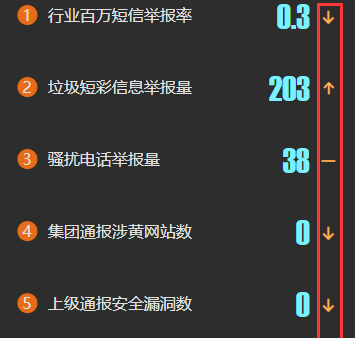 1 行业百万短信举报率 0.3 ↓
2 垃圾短彩信息举报量 203 ↑
3 骚扰电话举报量 38 —
4 集团通报涉黄网站数 0 ↓
5 上级通报安全漏洞数 0 ↓